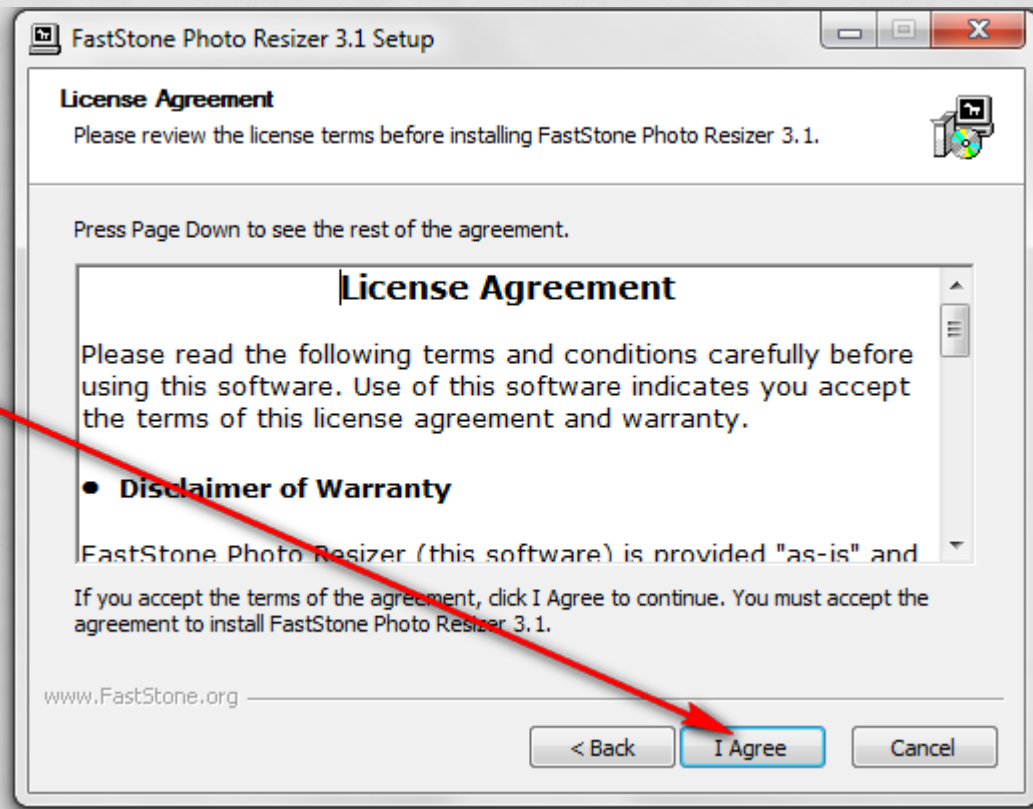 FastStone Photo Resizer 3.1 Setup
License Agreement
Please review the license terms before installing FastStone Photo Resizer 3.1.
Press Page Down to see the rest of the agreement.
License Agreement
Please read the following terms and conditions carefully before
using this software. Use of this software indicates you accept
the terms of this license agreement and warranty.
• Disclaimer of Warranty
FastStone Photo Resizer (this software) is provided "as-is" and
If you accept the terms of the agreement, click I Agree to continue. You must accept the
agreement to install FastStone Photo Resizer 3.1.
www.FastStone.org
< Back
I Agree
Cancel